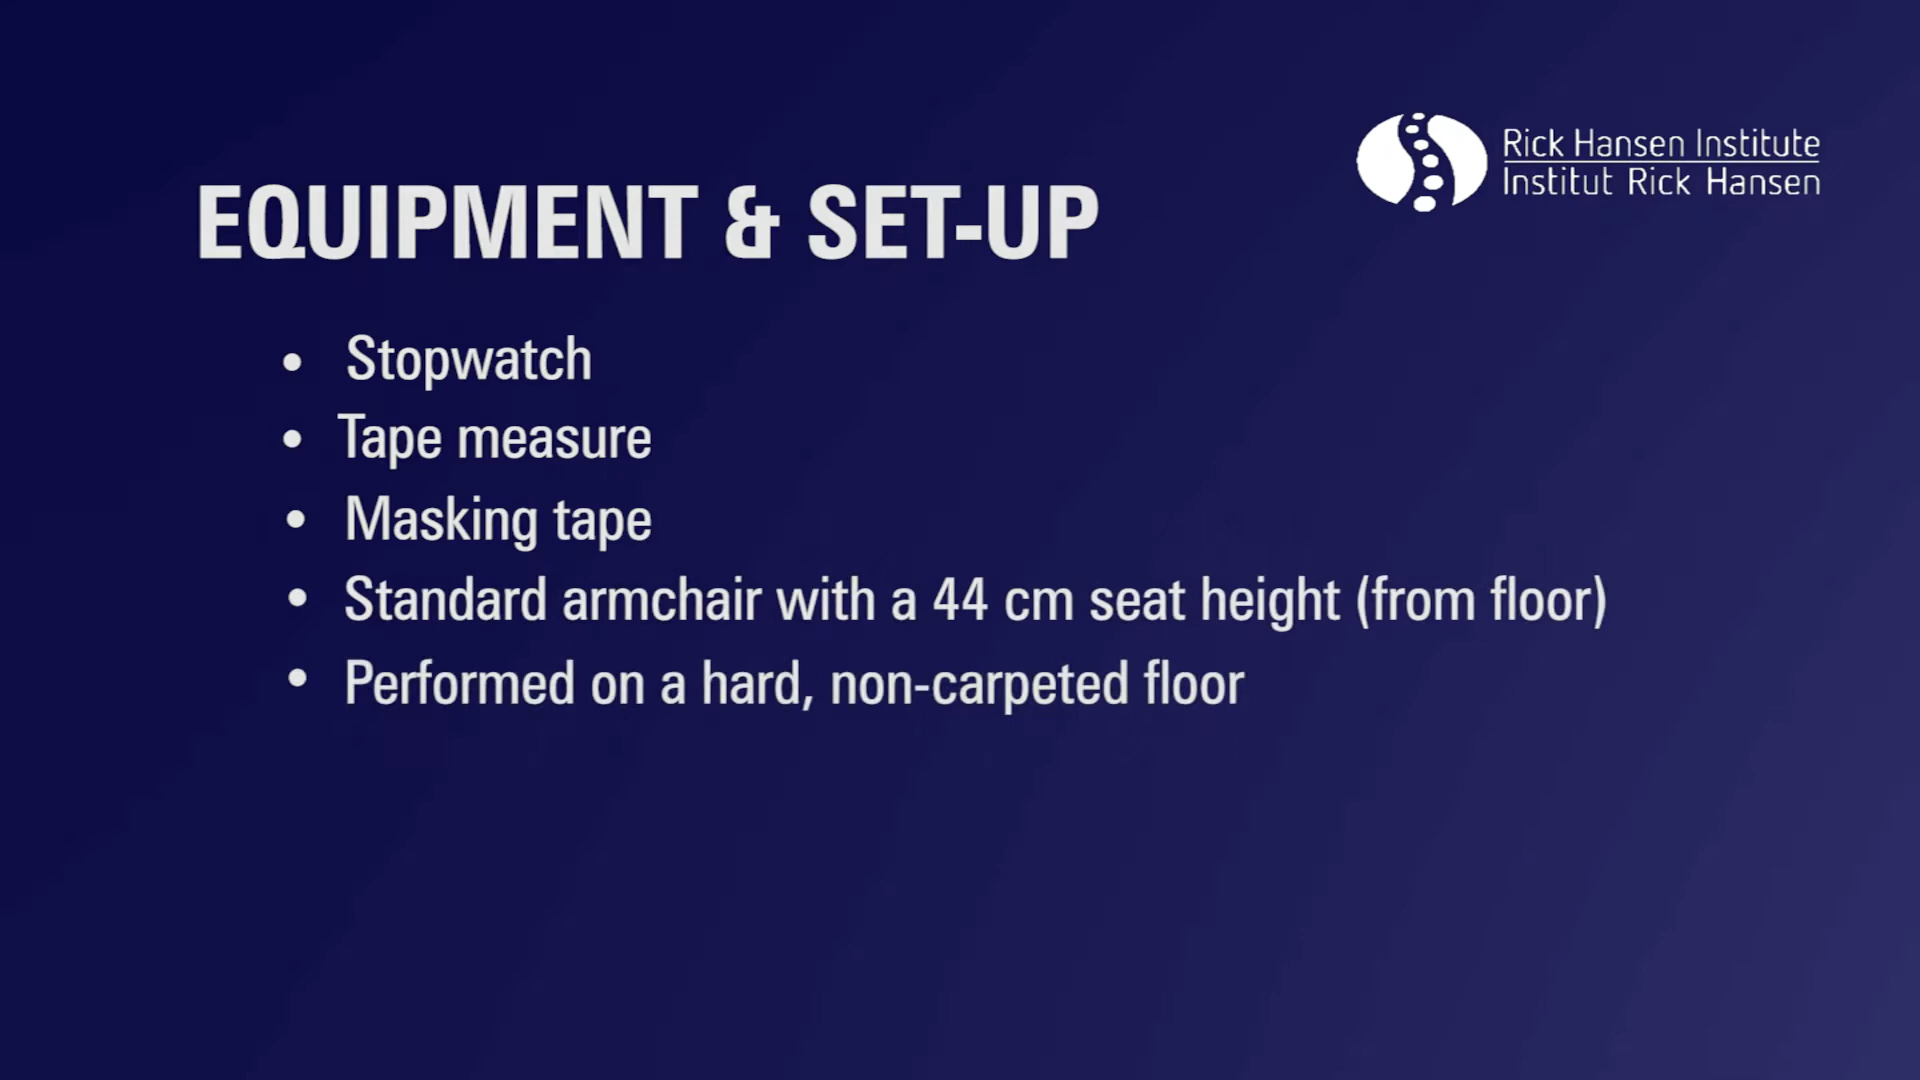 Rick Hansen Institute
Institut Rick Hansen
EQUIPMENT & SET-UP
• Stopwatch
• Tape measure
• Masking tape
• Standard armchair with a 44 cm seat height (from floor)
• Performed on a hard, non-carpeted floor